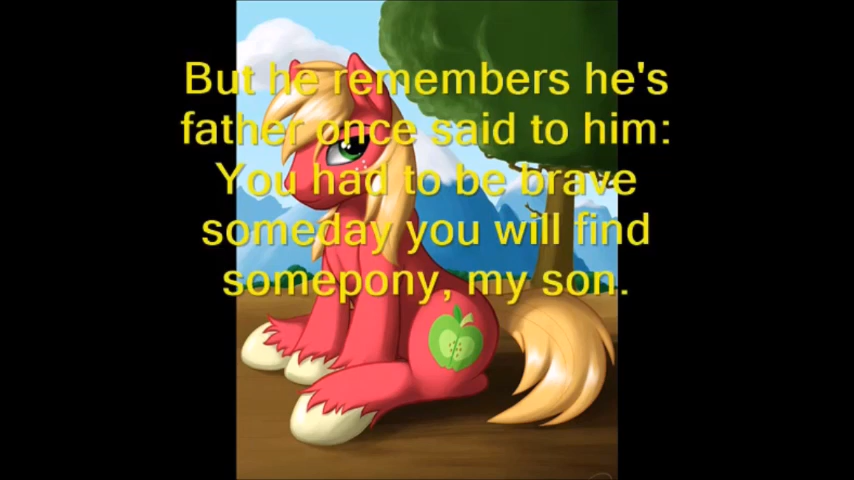 But he remembers he's
father once said to him:
You had to be brave
someday you will find
somepony, my son.